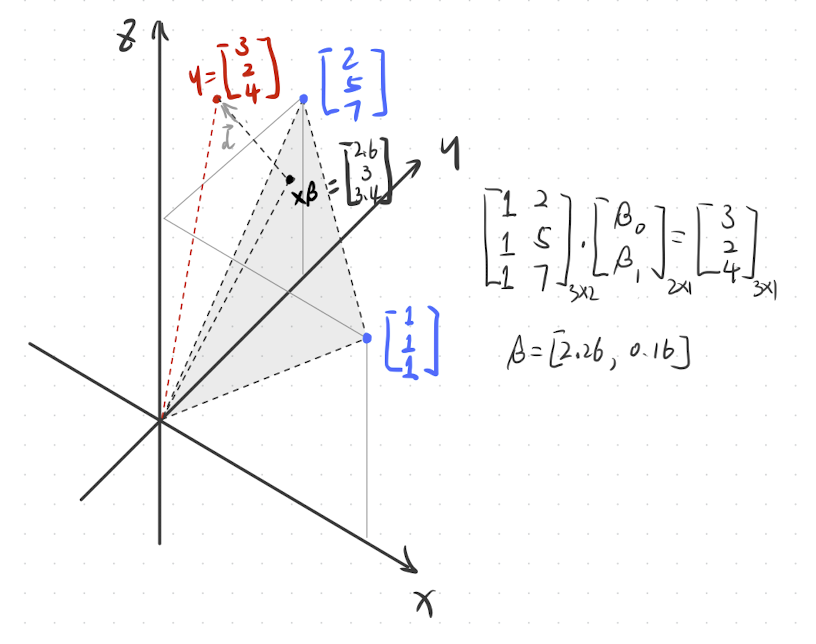 z
y = [3 2 4]
[2 5 7]
z⃗
xβ = [2.6 3 3.4]
y
[1 1 1]
x
[1 2
1 5
1 7]3x2 · [β0 β1]2x1 = [3 2 4]3x1
β = [2.26, 0.16]